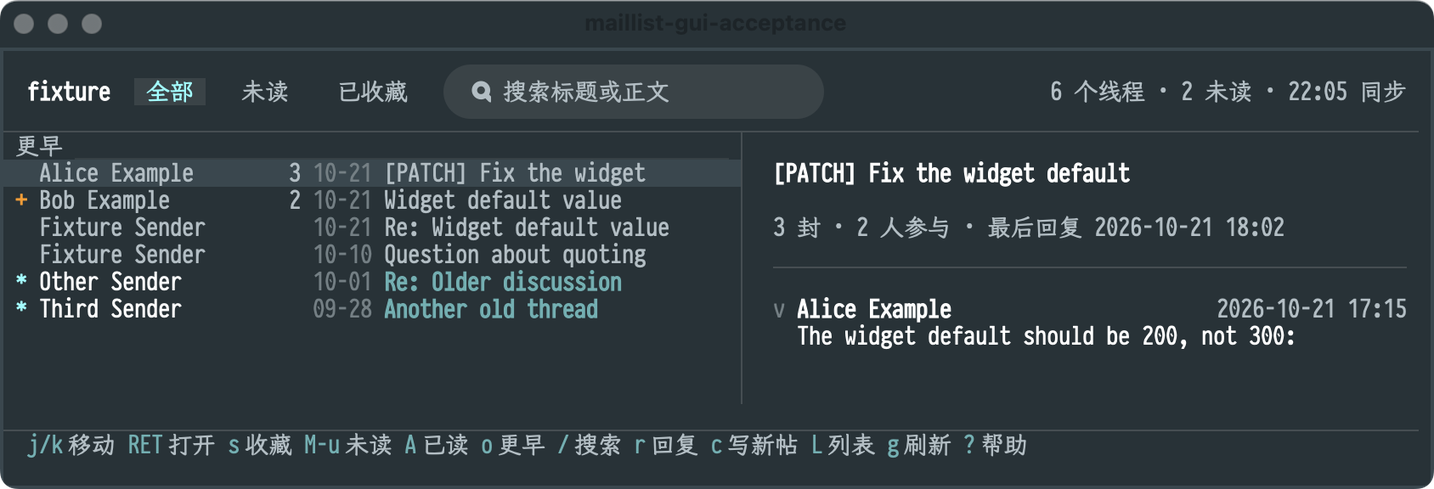 maillist-gui-acceptance
fixture 全部 未读 已收藏 搜索标题或正文 6 个线程 • 2 未读 • 22:05 同步
更早
Alice Example 3 10-21 [PATCH] Fix the widget
+ Bob Example 2 10-21 Widget default value
Fixture Sender 10-21 Re: Widget default value
Fixture Sender 10-10 Question about quoting
* Other Sender 10-01 Re: Older discussion
* Third Sender 09-28 Another old thread
[PATCH] Fix the widget default
3 封 • 2 人参与 • 最后回复 2026-10-21 18:02
v Alice Example 2026-10-21 17:15
The widget default should be 200, not 300:
j/k移动 RET打开 s收藏 M-u未读 A已读 o更早 /搜索 r回复 c写新帖 L列表 g刷新 ?帮助